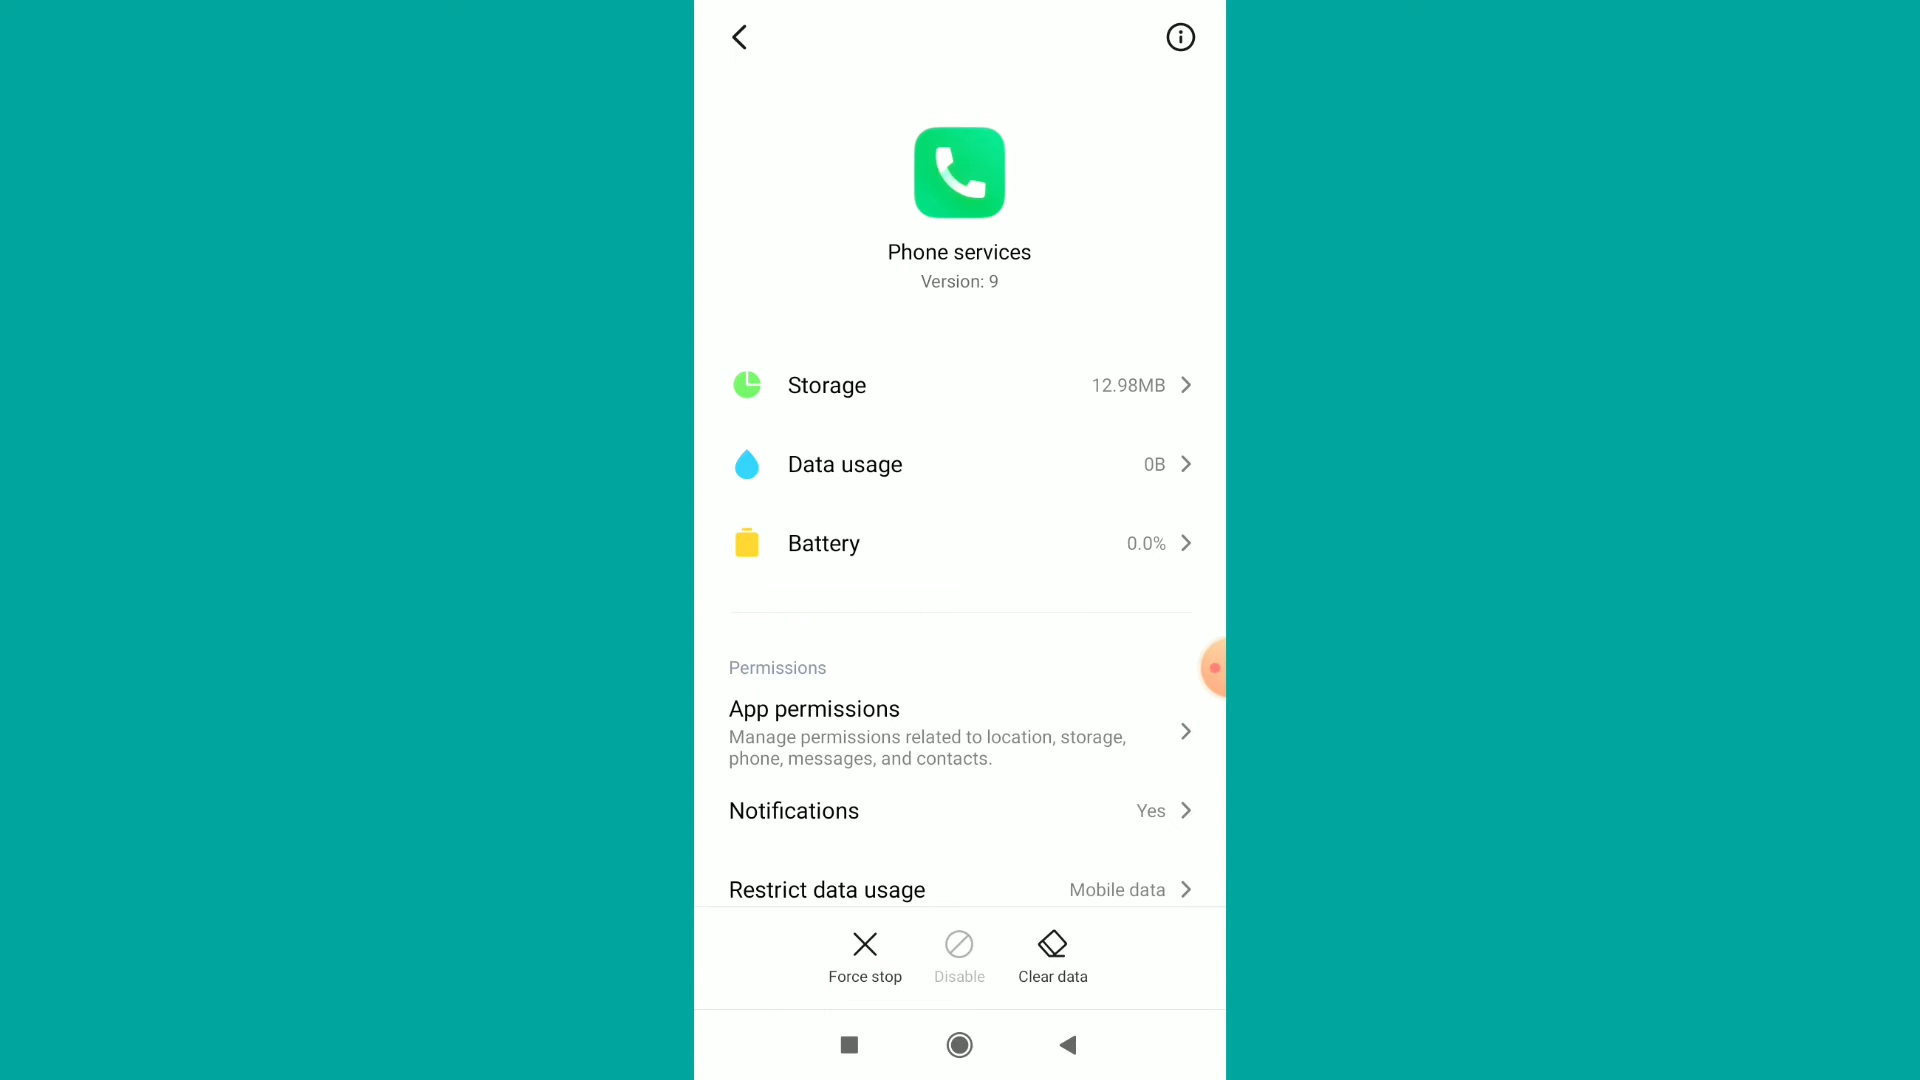 Phone services
Version: 9
Storage 12.98MB
Data usage 0B
Battery 0.0%
Permissions
App permissions
Manage permissions related to location, storage,
phone, messages, and contacts.
Notifications Yes
Restrict data usage Mobile data
Force stop Disable Clear data